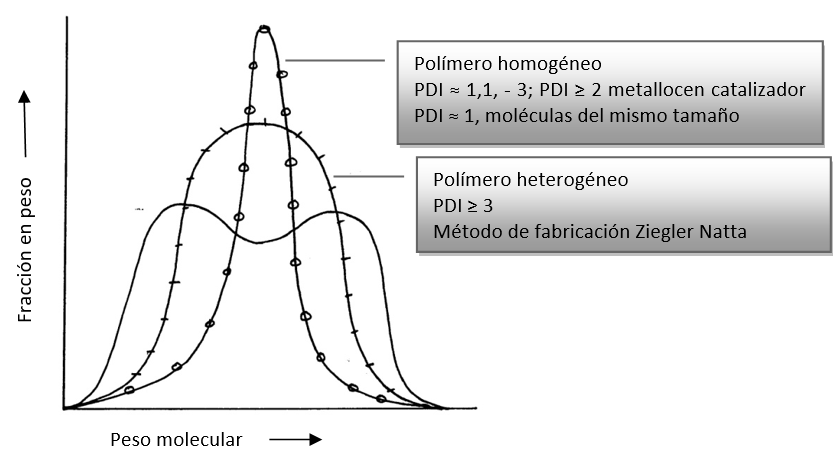 Polímero homogéneo
PDI ≈ 1,1, - 3; PDI ≥ 2 metallocen catalizador
PDI ≈ 1, moléculas del mismo tamaño
Polímero heterogéneo
PDI ≥ 3
Método de fabricación Ziegler Natta
Fracción en peso
Peso molecular